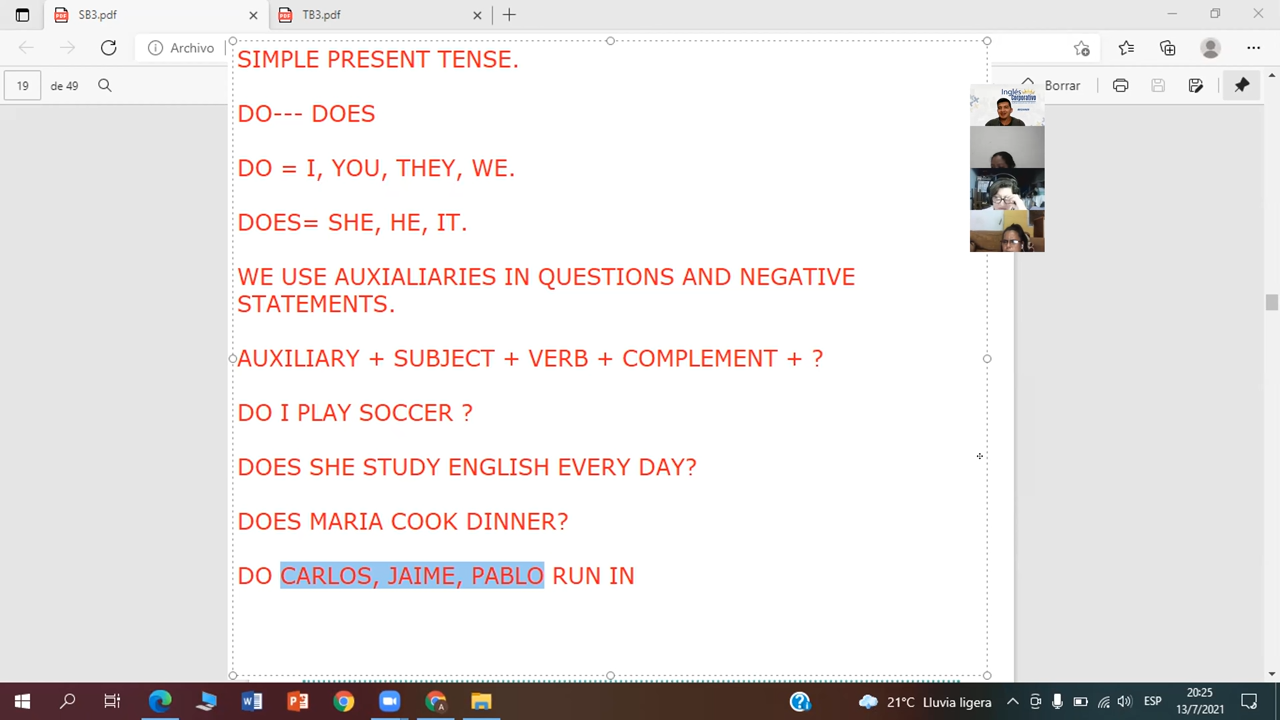 SB3.pdf
TB3.pdf
Archivo
19 de 49
Borrar
Inglés
Corporativo
SIMPLE PRESENT TENSE.
DO--- DOES
DO = I, YOU, THEY, WE.
DOES= SHE, HE, IT.
WE USE AUXIALIARIES IN QUESTIONS AND NEGATIVE
STATEMENTS.
AUXILIARY + SUBJECT + VERB + COMPLEMENT + ?
DO I PLAY SOCCER ?
DOES SHE STUDY ENGLISH EVERY DAY?
DOES MARIA COOK DINNER?
DO CARLOS, JAIME, PABLO RUN IN
21°C Lluvia ligera
ESP
20:25
13/7/2021